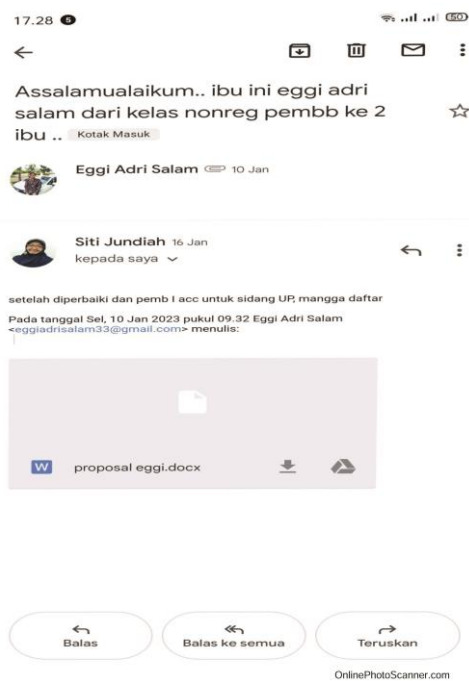 17.28
50
Assalamualaikum.. ibu ini eggi adri
salam dari kelas nonreg pembb ke 2
ibu .. Kotak Masuk
Eggi Adri Salam 10 Jan
Siti Jundiah 16 Jan
kepada saya
setelah diperbaiki dan pemb I acc untuk sidang UP, mangga daftar
Pada tanggal Sel, 10 Jan 2023 pukul 09.32 Eggi Adri Salam
<eggiadrisalam33@gmail.com> menulis:
W proposal eggi.docx
Balas
Balas ke semua
Teruskan
OnlinePhotoScanner.com